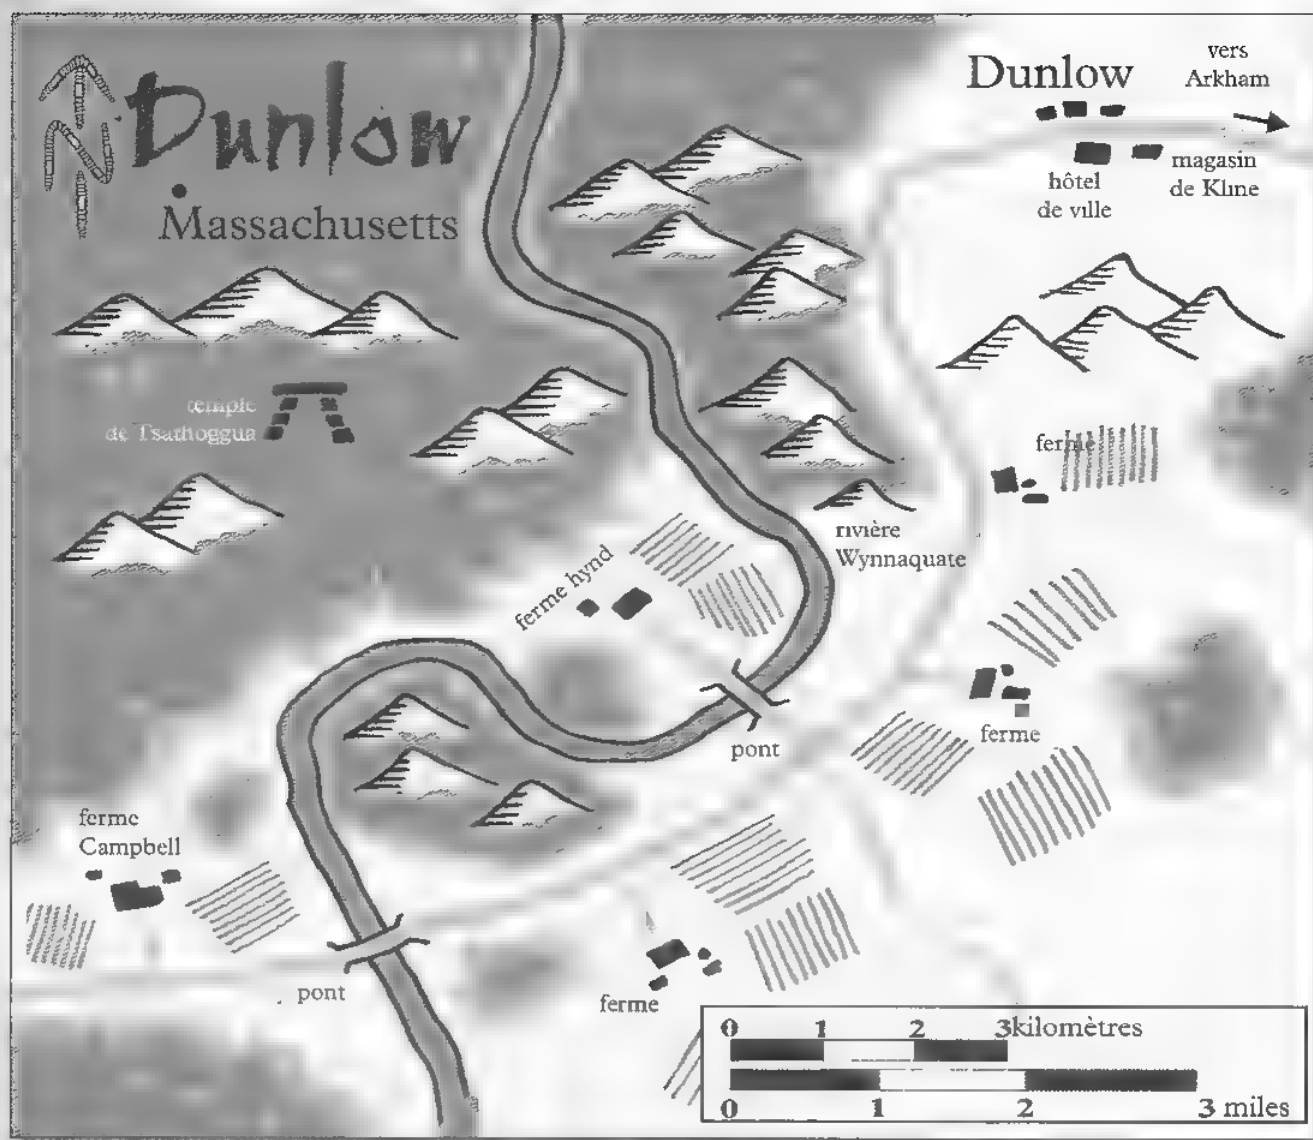 Dunlow
Massachusetts
Dunlow
vers
Arkham
hôtel
de ville
magasin
de Kline
temple
de Tsathoggua
ferme
rivière
Wynnaquate
ferme hynd
pont
ferme
ferme
Campbell
pont
ferme
0 1 2 3kilomètres
0 1 2 3 miles